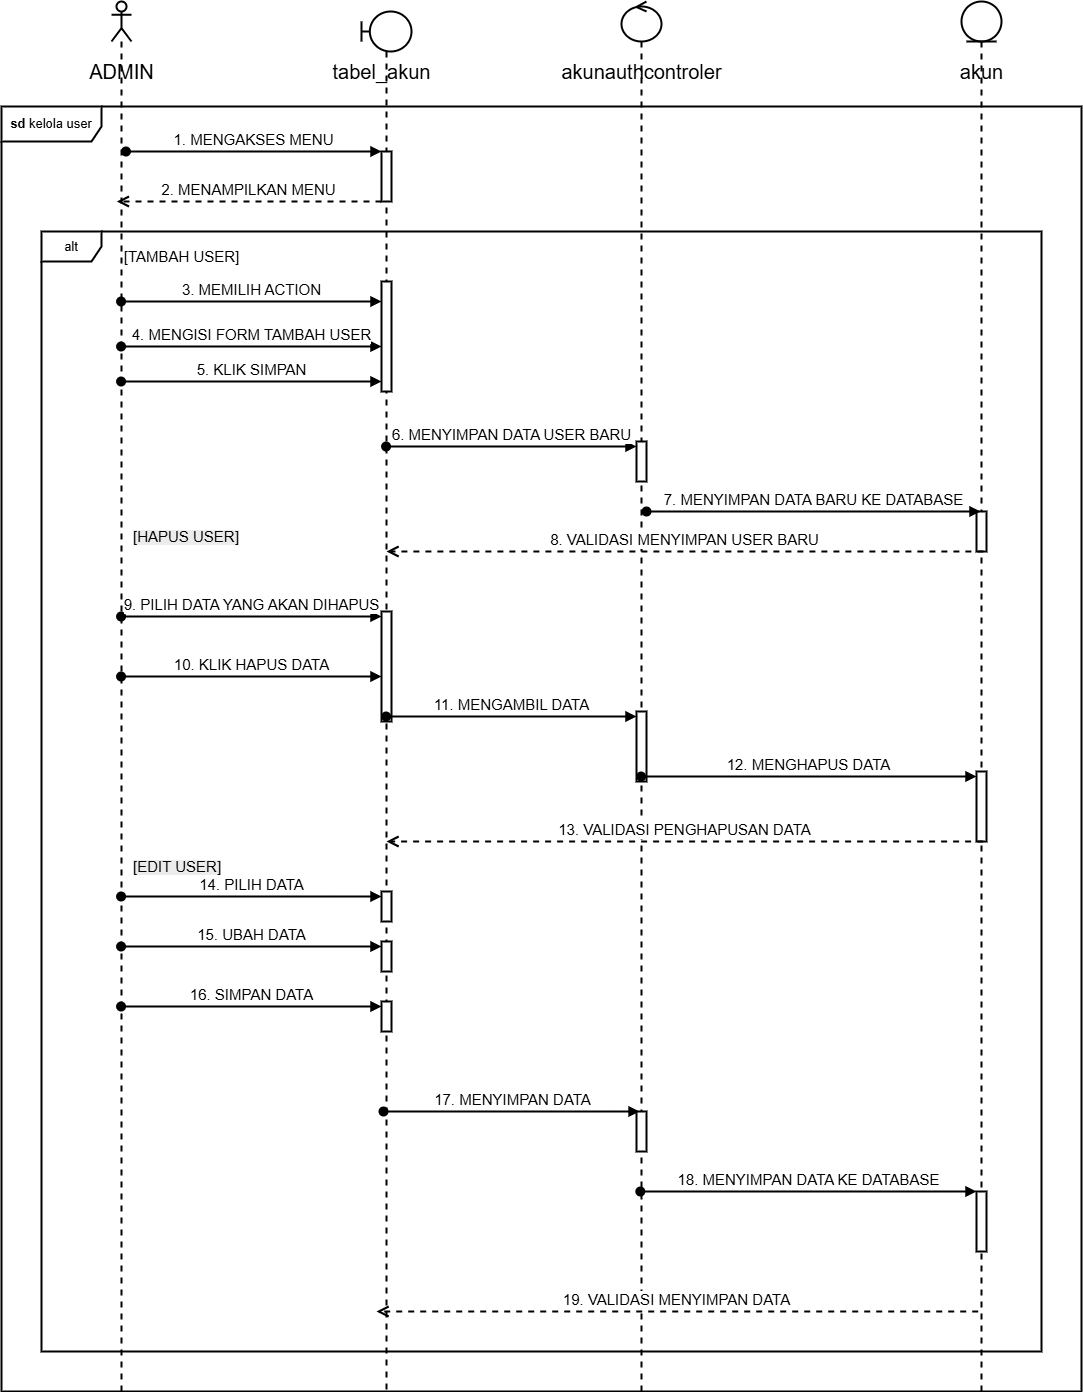 ADMIN
tabel_akun
akunauthcontroler
akun
sd kelola user
1. MENGAKSES MENU
2. MENAMPILKAN MENU
alt
[TAMBAH USER]
3. MEMILIH ACTION
4. MENGISI FORM TAMBAH USER
5. KLIK SIMPAN
6. MENYIMPAN DATA USER BARU
7. MENYIMPAN DATA BARU KE DATABASE
[HAPUS USER]
8. VALIDASI MENYIMPAN USER BARU
9. PILIH DATA YANG AKAN DIHAPUS
10. KLIK HAPUS DATA
11. MENGAMBIL DATA
12. MENGHAPUS DATA
13. VALIDASI PENGHAPUSAN DATA
[EDIT USER]
14. PILIH DATA
15. UBAH DATA
16. SIMPAN DATA
17. MENYIMPAN DATA
18. MENYIMPAN DATA KE DATABASE
19. VALIDASI MENYIMPAN DATA